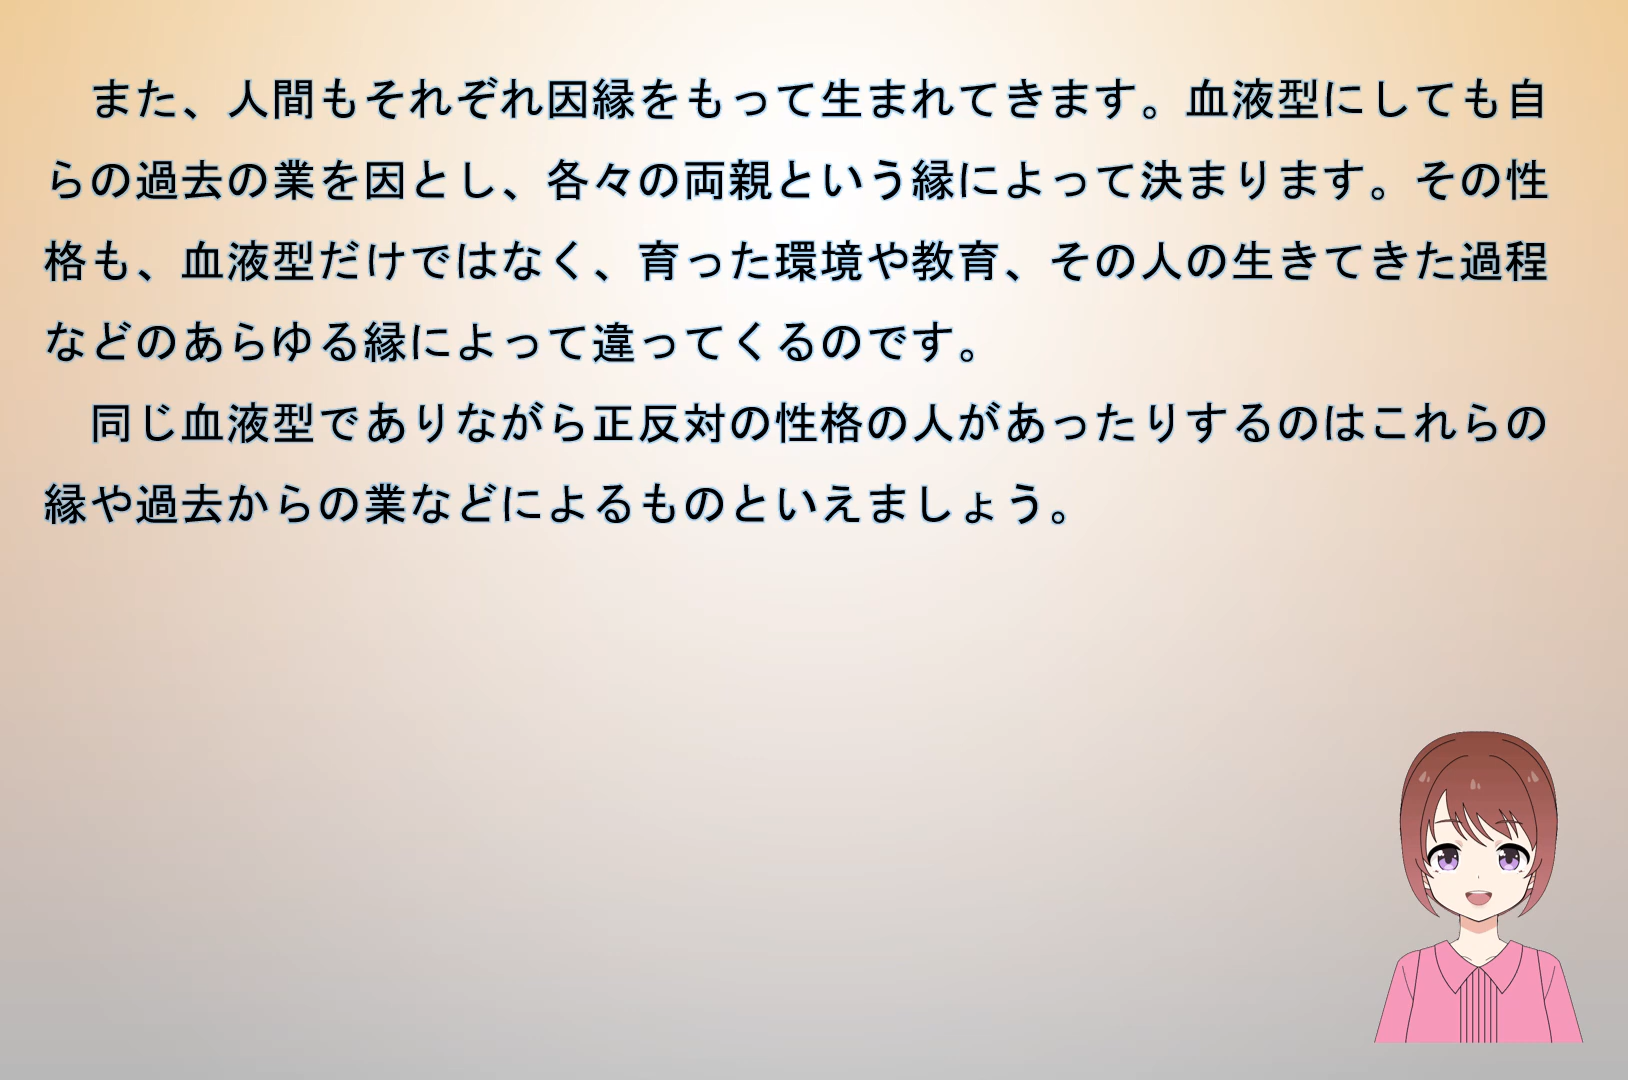 また、人間もそれぞれ因縁をもって生まれてきます。血液型にしても自
らの過去の業を因とし、各々の両親という縁によって決まります。その性
格も、血液型だけではなく、育った環境や教育、その人の生きてきた過程
などのあらゆる縁によって違ってくるのです。
　同じ血液型でありながら正反対の性格の人があったりするのはこれらの
縁や過去からの業などによるものといえましょう。